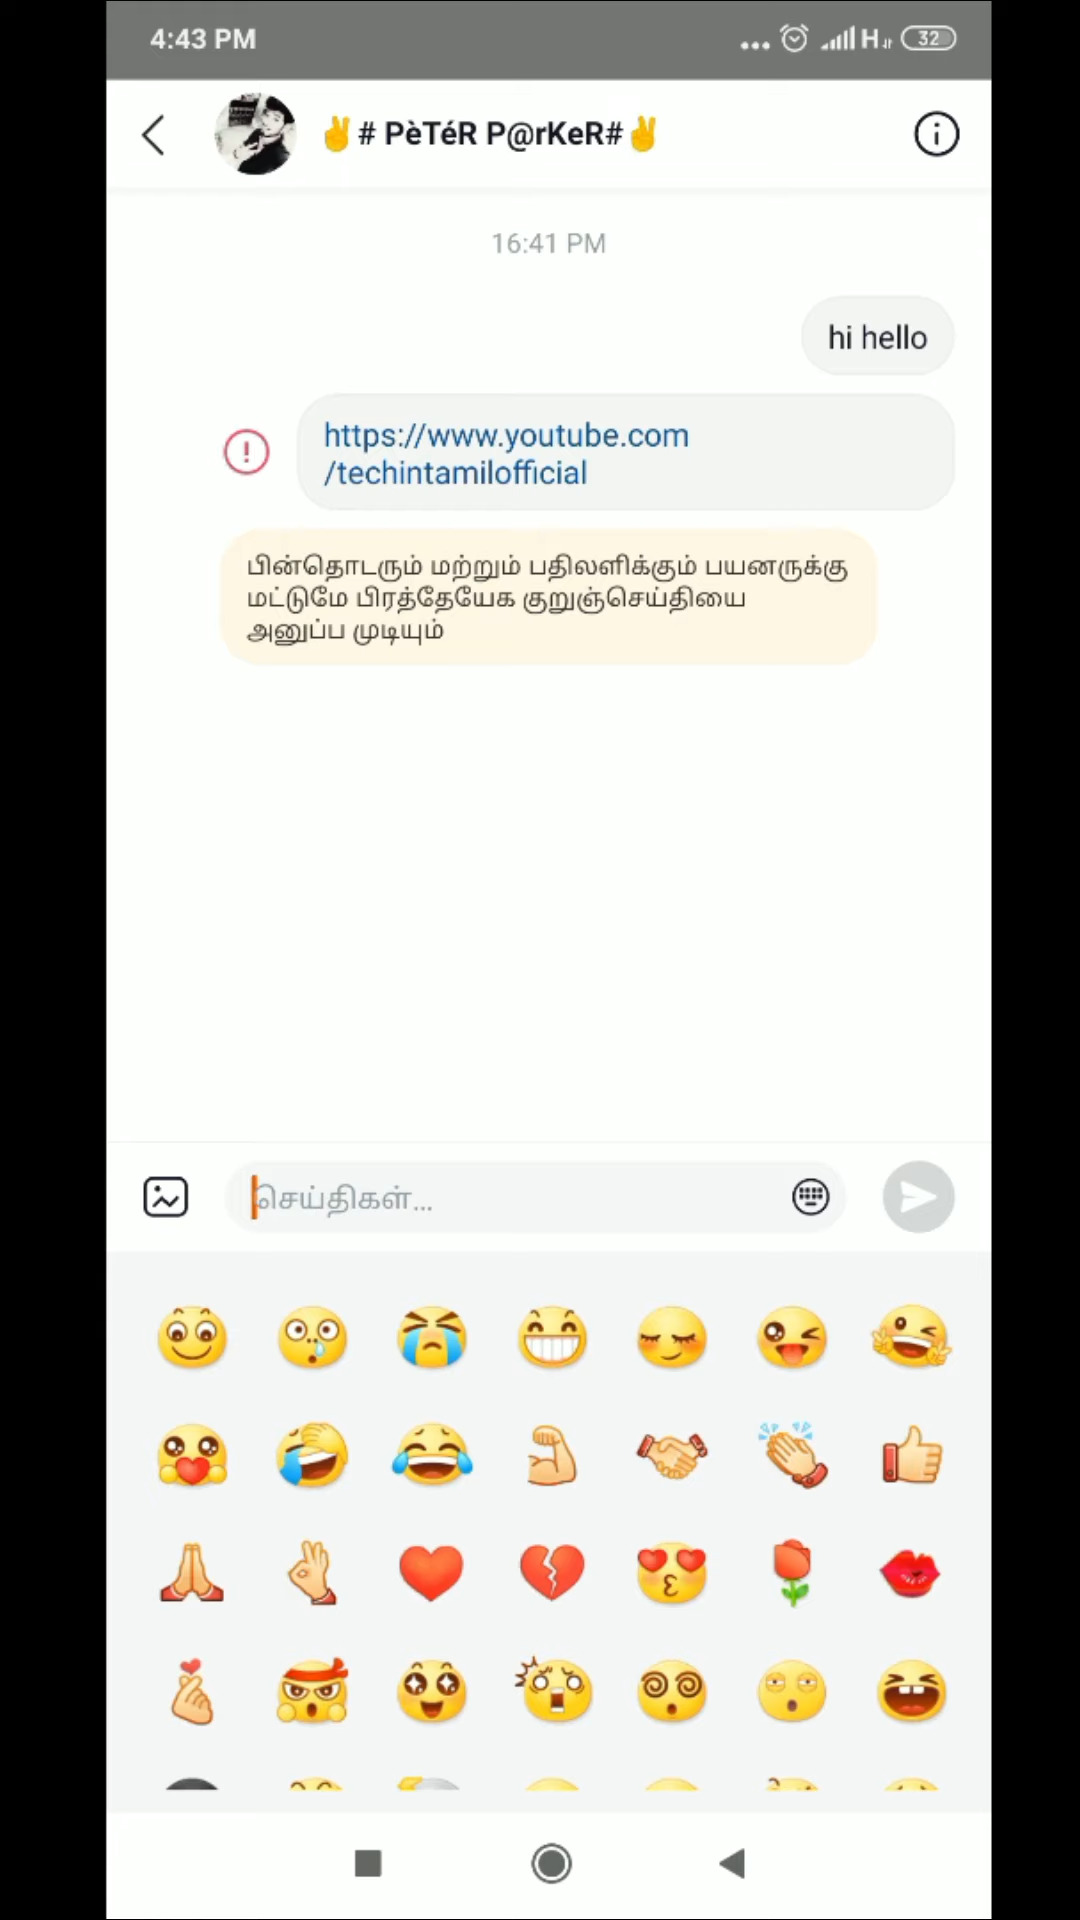 4:43 PM
H
32
✌# PèTéR P@rKeR#✌
16:41 PM
hi hello
https://www.youtube.com
/techintamilofficial
பின்தொடரும் மற்றும் பதிலளிக்கும் பயனருக்கு
மட்டுமே பிரத்தேயேக குறுஞ்செய்தியை
அனுப்ப முடியும்
செய்திகள்...